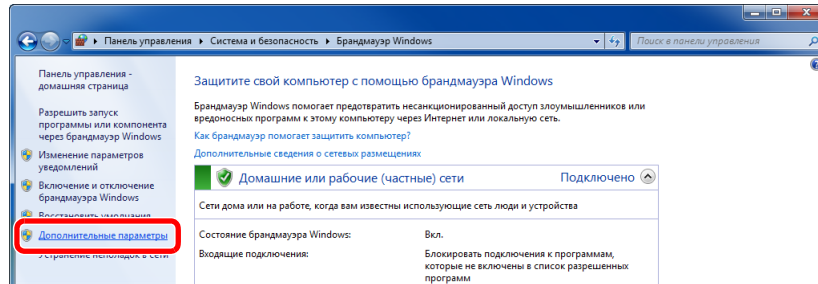 Панель управления ▸ Система и безопасность ▸ Брандмауэр Windows
Поиск в панели управления
Панель управления -
домашняя страница
Разрешить запуск
программы или компонента
через брандмауэр Windows
Изменение параметров
уведомлений
Включение и отключение
брандмауэра Windows
Восстановить умолчания
Дополнительные параметры
Устранение неполадок в сети
Защитите свой компьютер с помощью брандмауэра Windows
Брандмауэр Windows помогает предотвратить несанкционированный доступ злоумышленников или
вредоносных программ к этому компьютеру через Интернет или локальную сеть.
Как брандмауэр помогает защитить компьютер?
Дополнительные сведения о сетевых размещениях
Домашние или рабочие (частные) сети Подключено
Сети дома или на работе, когда вам известны использующие сеть люди и устройства
Состояние брандмауэра Windows: Вкл.
Входящие подключения: Блокировать подключения к программам,
которые не включены в список разрешенных
программ